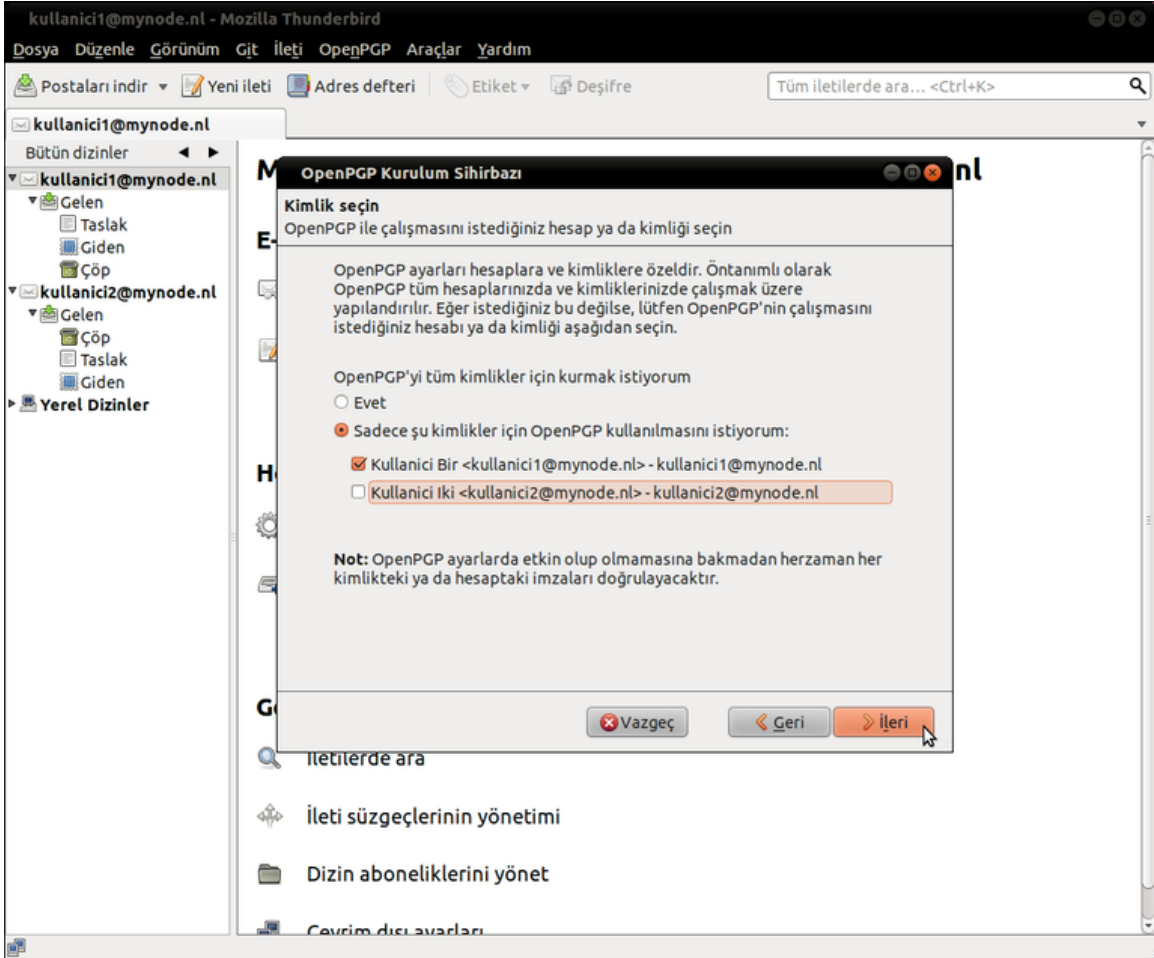 kullanici1@mynode.nl - Mozilla Thunderbird
Dosya Düzenle Görünüm Git İleti OpenPGP Araçlar Yardım
Postaları indir Yeni ileti Adres defteri Etiket Deşifre Tüm iletilerde ara... <Ctrl+K>
kullanici1@mynode.nl
Bütün dizinler
kullanici1@mynode.nl
Gelen
Taslak
Giden
Çöp
kullanici2@mynode.nl
Gelen
Çöp
Taslak
Giden
Yerel Dizinler
M
nl
E-
H
G
OpenPGP Kurulum Sihirbazı
Kimlik seçin
OpenPGP ile çalışmasını istediğiniz hesap ya da kimliği seçin
OpenPGP ayarları hesaplara ve kimliklere özeldir. Öntanımlı olarak
OpenPGP tüm hesaplarınızda ve kimliklerinizde çalışmak üzere
yapılandırılır. Eğer istediğiniz bu değilse, lütfen OpenPGP'nin çalışmasını
istediğiniz hesabı ya da kimliği aşağıdan seçin.
OpenPGP'yi tüm kimlikler için kurmak istiyorum
Evet
Sadece şu kimlikler için OpenPGP kullanılmasını istiyorum:
Kullanici Bir <kullanici1@mynode.nl> - kullanici1@mynode.nl
Kullanici Iki <kullanici2@mynode.nl> - kullanici2@mynode.nl
Not: OpenPGP ayarlarda etkin olup olmamasına bakmadan herzaman her
kimlikteki ya da hesaptaki imzaları doğrulayacaktır.
Vazgeç Geri İleri
İletilerde ara
İleti süzgeçlerinin yönetimi
Dizin aboneliklerini yönet
Çevrim dışı ayarları